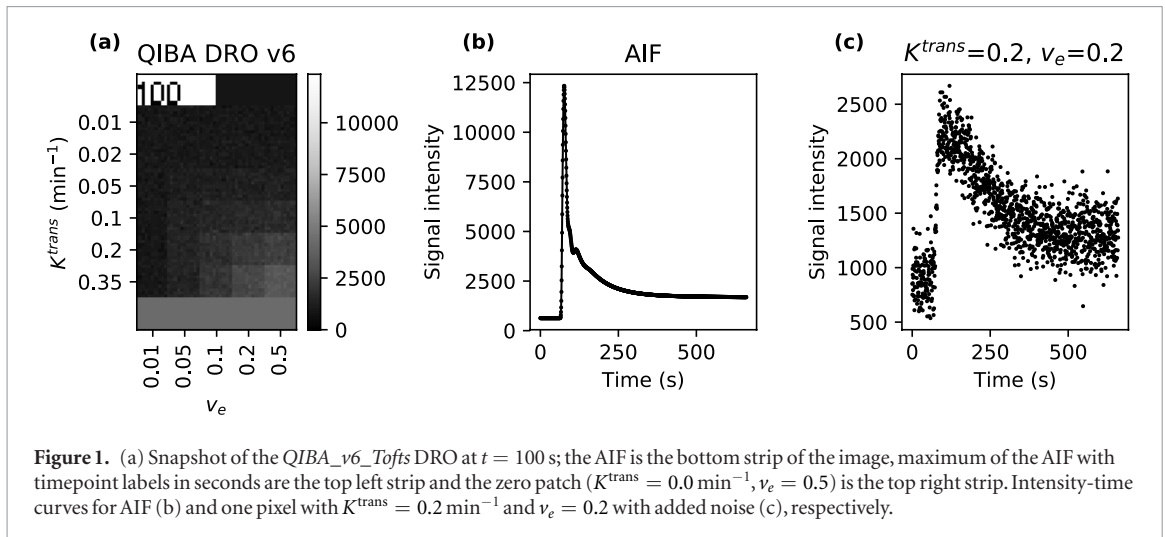 (a)
QIBA DRO v6
100
10000
7500
5000
2500
0
K^trans (min⁻¹)
0.01
0.02
0.05
0.1
0.2
0.35
0.01
0.05
0.1
0.2
0.5
v_e
(b)
AIF
Signal intensity
12500
10000
7500
5000
2500
0
0
250
500
Time (s)
(c)
K^trans=0.2, v_e=0.2
Signal intensity
2500
2000
1500
1000
500
0
250
500
Time (s)
Figure 1. (a) Snapshot of the QIBA_v6_Tofts DRO at t = 100 s; the AIF is the bottom strip of the image, maximum of the AIF with
timepoint labels in seconds are the top left strip and the zero patch (K^trans = 0.0 min⁻¹, v_e = 0.5) is the top right strip. Intensity-time
curves for AIF (b) and one pixel with K^trans = 0.2 min⁻¹ and v_e = 0.2 with added noise (c), respectively.